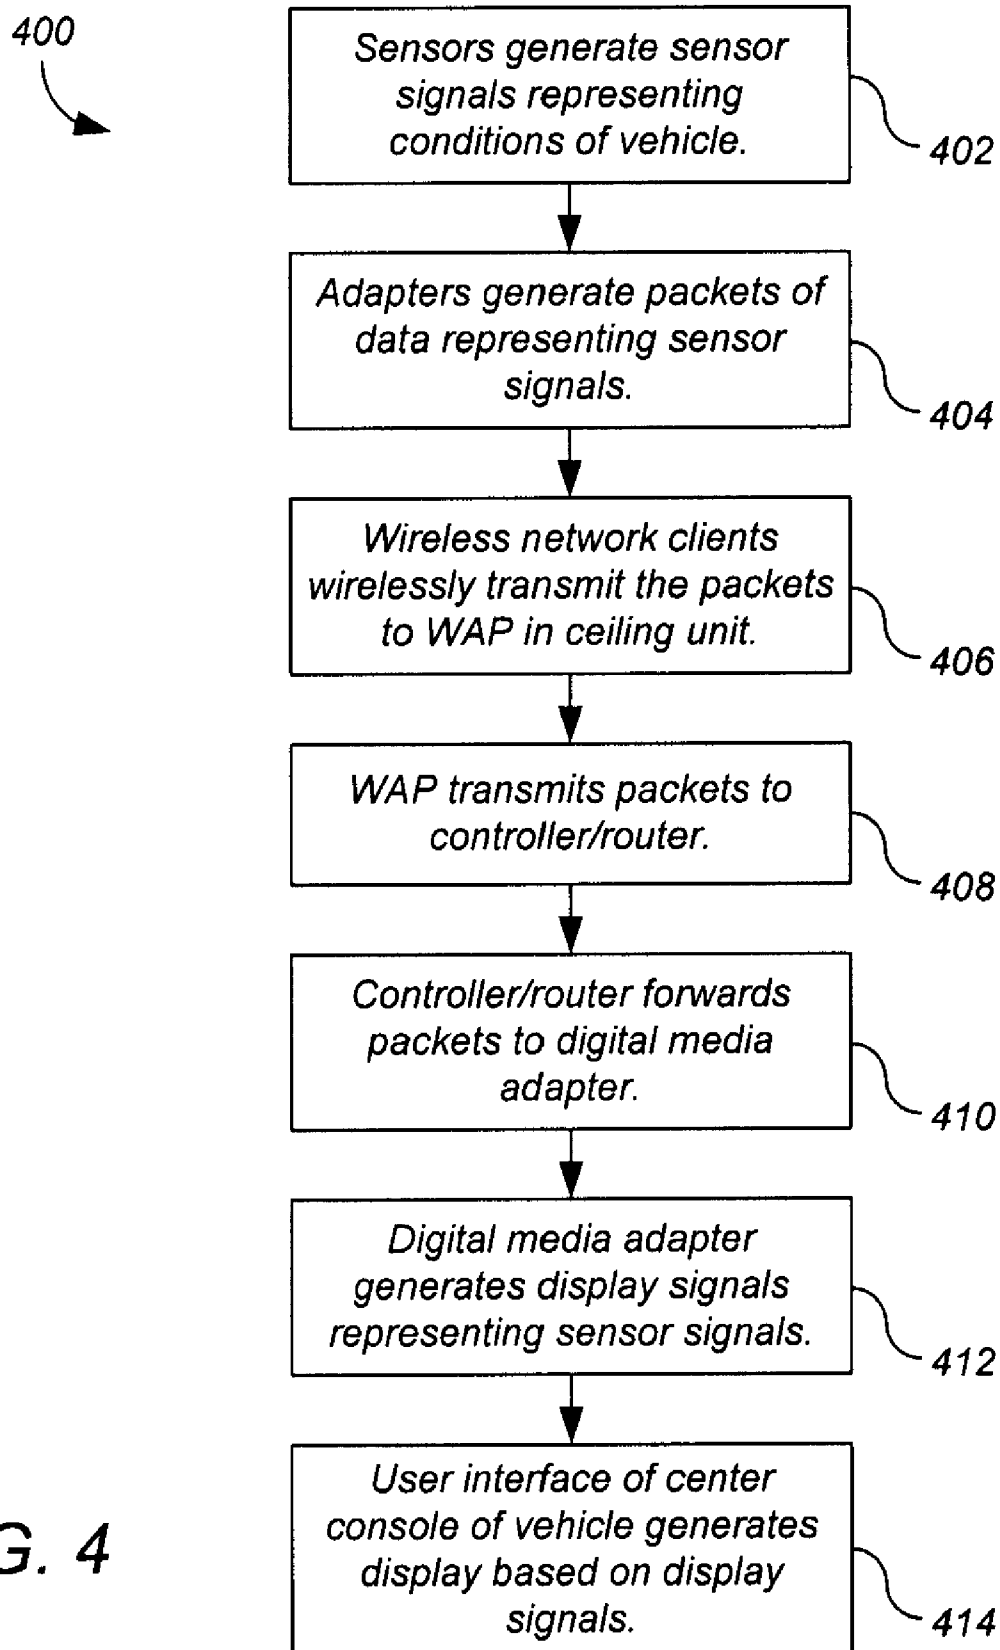 400
Sensors generate sensor
signals representing
conditions of vehicle.
402
Adapters generate packets of
data representing sensor
signals.
404
Wireless network clients
wirelessly transmit the packets
to WAP in ceiling unit.
406
WAP transmits packets to
controller/router.
408
Controller/router forwards
packets to digital media
adapter.
410
Digital media adapter
generates display signals
representing sensor signals.
412
User interface of center
console of vehicle generates
display based on display
signals.
414
G. 4